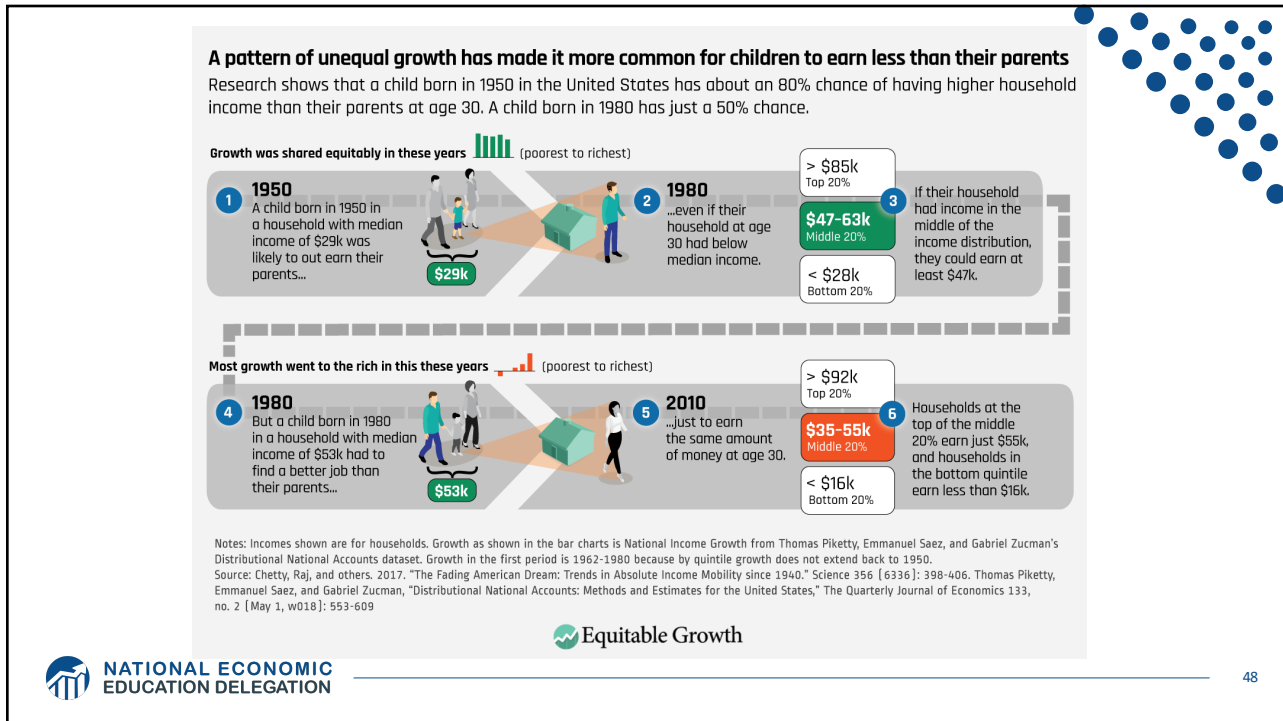 A pattern of unequal growth has made it more common for children to earn less than their parents
Research shows that a child born in 1950 in the United States has about an 80% chance of having higher household
income than their parents at age 30. A child born in 1980 has just a 50% chance.
Growth was shared equitably in these years (poorest to richest)
1
1950
A child born in 1950 in
a household with median
income of $29k was
likely to out earn their
parents...
$29k
2
1980
...even if their
household at age
30 had below
median income.
> $85k
Top 20%
$47-63k
Middle 20%
< $28k
Bottom 20%
3
If their household
had income in the
middle of the
income distribution,
they could earn at
least $47k.
Most growth went to the rich in this these years (poorest to richest)
4
1980
But a child born in 1980
in a household with median
income of $53k had to
find a better job than
their parents...
$53k
5
2010
...just to earn
the same amount
of money at age 30.
> $92k
Top 20%
$35-55k
Middle 20%
< $16k
Bottom 20%
6
Households at the
top of the middle
20% earn just $55k,
and households in
the bottom quintile
earn less than $16k.
Notes: Incomes shown are for households. Growth as shown in the bar charts is National Income Growth from Thomas Piketty, Emmanuel Saez, and Gabriel Zucman's
Distributional National Accounts dataset. Growth in the first period is 1962-1980 because by quintile growth does not extend back to 1950.
Source: Chetty, Raj, and others. 2017. "The Fading American Dream: Trends in Absolute Income Mobility since 1940." Science 356 (6336): 398-406. Thomas Piketty,
Emmanuel Saez, and Gabriel Zucman, "Distributional National Accounts: Methods and Estimates for the United States," The Quarterly Journal of Economics 133,
no. 2 (May 1, w018): 553-609
Equitable Growth
NATIONAL ECONOMIC
EDUCATION DELEGATION
48